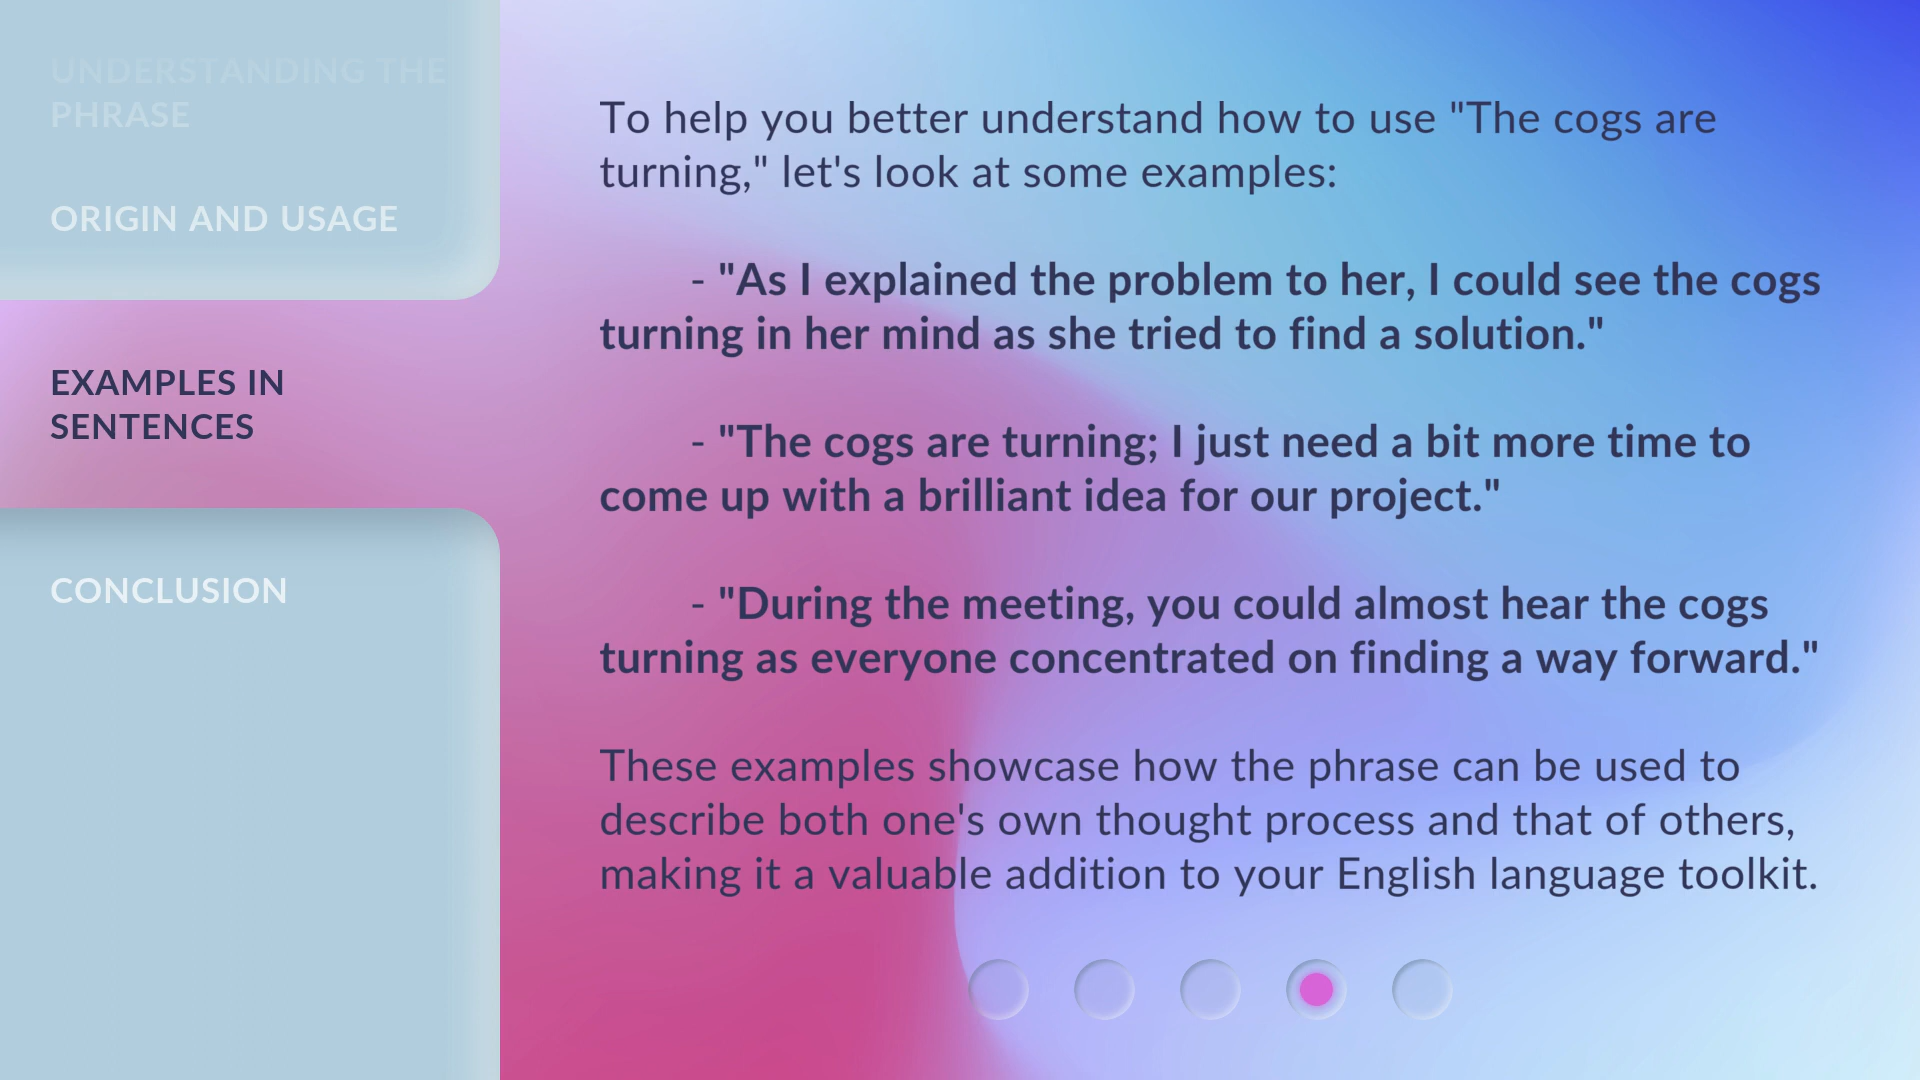 UNDERSTANDING THE
PHRASE
ORIGIN AND USAGE
EXAMPLES IN
SENTENCES
CONCLUSION
To help you better understand how to use "The cogs are
turning," let's look at some examples:
- "As I explained the problem to her, I could see the cogs
turning in her mind as she tried to find a solution."
- "The cogs are turning; I just need a bit more time to
come up with a brilliant idea for our project."
- "During the meeting, you could almost hear the cogs
turning as everyone concentrated on finding a way forward."
These examples showcase how the phrase can be used to
describe both one's own thought process and that of others,
making it a valuable addition to your English language toolkit.